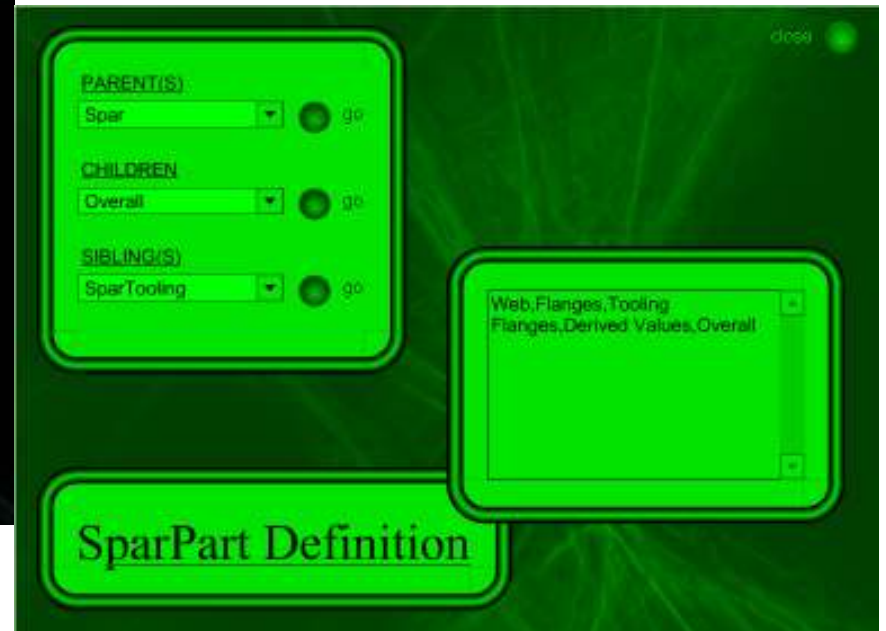 close
PARENT(S)
Spar go
CHILDREN
Overall go
SIBLING(S)
SparTooling go
Web,Flanges,Tooling
Flanges,Derived Values,Overall
SparPart Definition